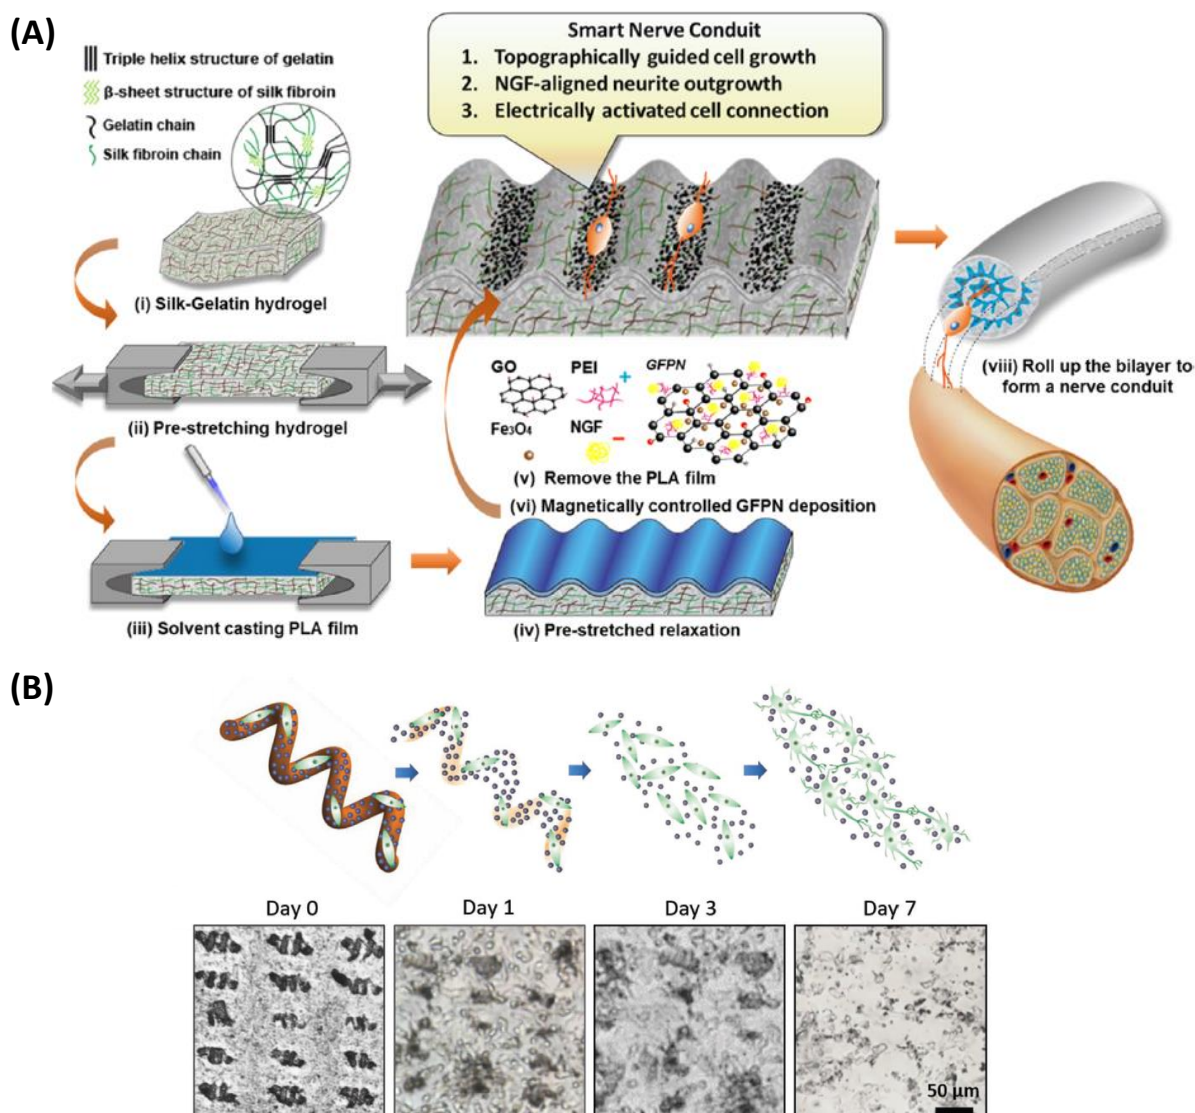 (A)
Triple helix structure of gelatin
β-sheet structure of silk fibroin
Gelatin chain
Silk fibroin chain
Smart Nerve Conduit
1. Topographically guided cell growth
2. NGF-aligned neurite outgrowth
3. Electrically activated cell connection
(i) Silk-Gelatin hydrogel
(ii) Pre-stretching hydrogel
GO
PEI
+
GFPN
Fe₃O₄
NGF
−
(v) Remove the PLA film
(vi) Magnetically controlled GFPN deposition
(viii) Roll up the bilayer to
form a nerve conduit
(iii) Solvent casting PLA film
(iv) Pre-stretched relaxation
(B)
Day 0
Day 1
Day 3
Day 7
50 μm